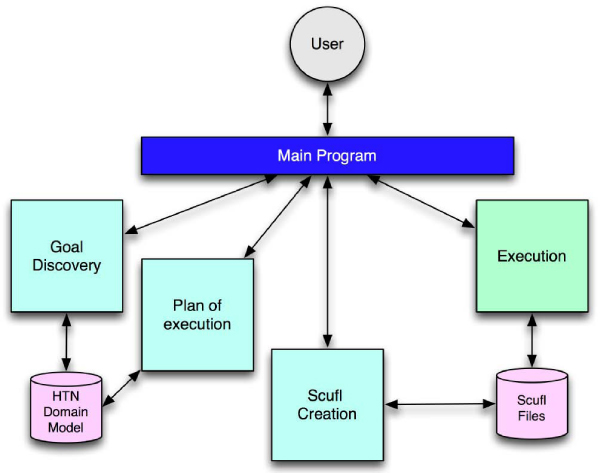 User
Main Program
Goal
Discovery
Execution
Plan of
execution
HTN
Domain
Model
Scufl
Creation
Scufl
Files